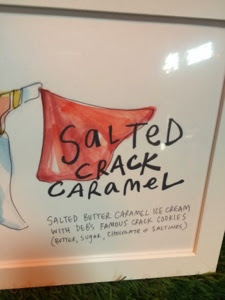 SALTED
CRACK
CARAMEL
SALTED BUTTER CARAMEL ICE CREAM
WITH DEB'S FAMOUS CRACK COOKIES
(BUTTER, SUGAR, CHOCOLATE & SALTINES)